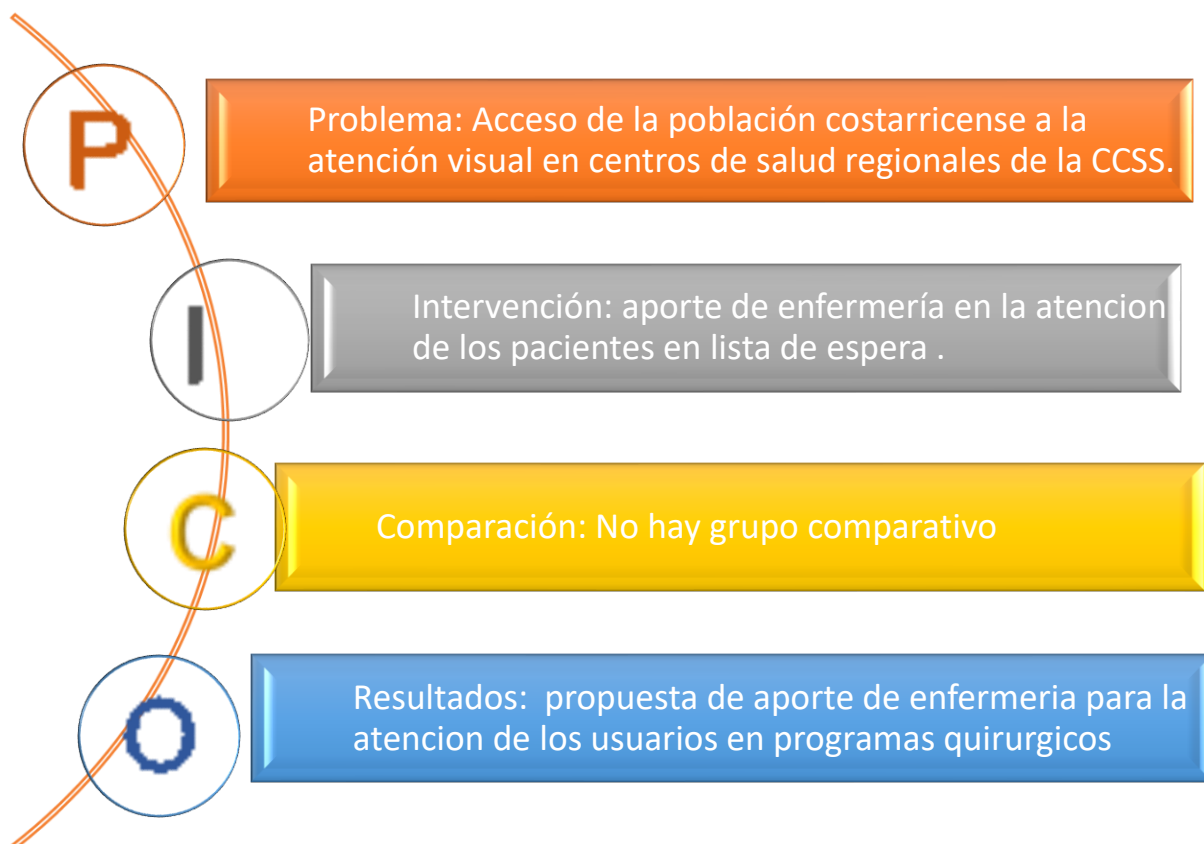 P
Problema: Acceso de la población costarricense a la
atención visual en centros de salud regionales de la CCSS.
I
Intervención: aporte de enfermería en la atencion
de los pacientes en lista de espera .
C
Comparación: No hay grupo comparativo
O
Resultados: propuesta de aporte de enfermeria para la
atencion de los usuarios en programas quirurgicos